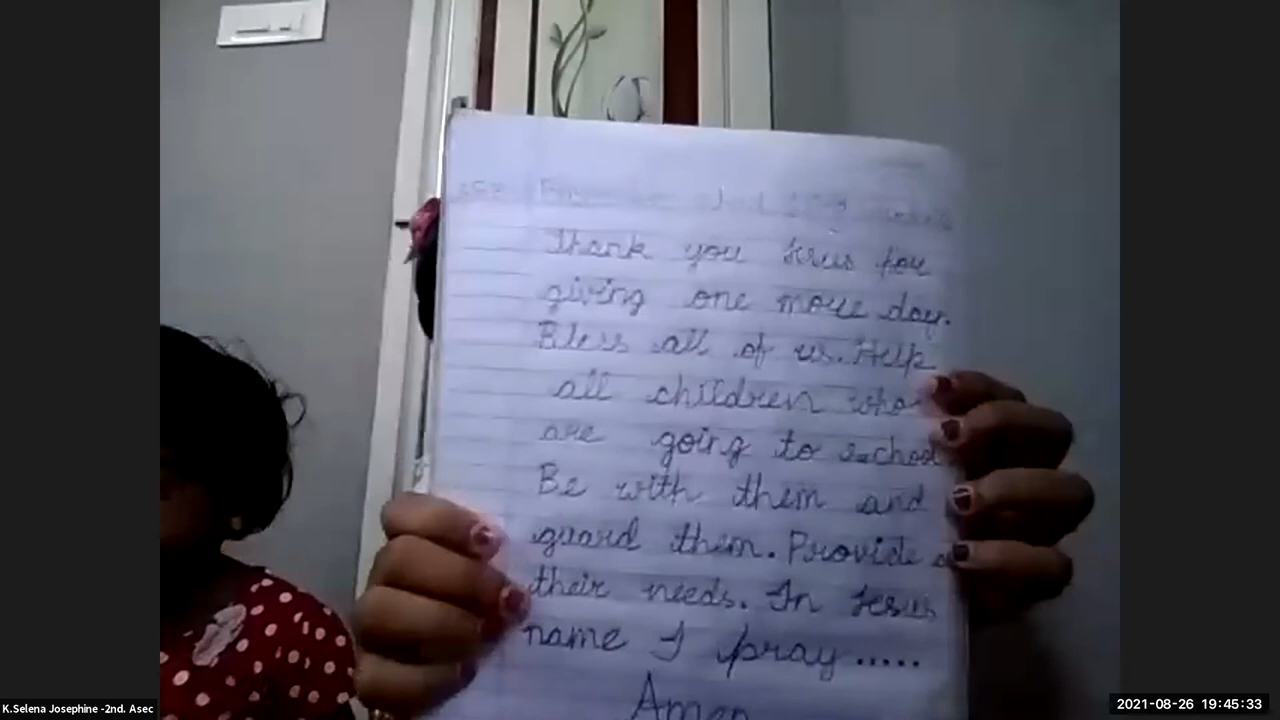 Thank you Jesus for
giving one more day.
Bless all of us. Help
all children who
are going to school
Be with them and
guard them. Provide
their needs. In Jesus
name I pray.....
Amen
K.Selena Josephine -2nd. Asec
2021-08-26 19:45:33